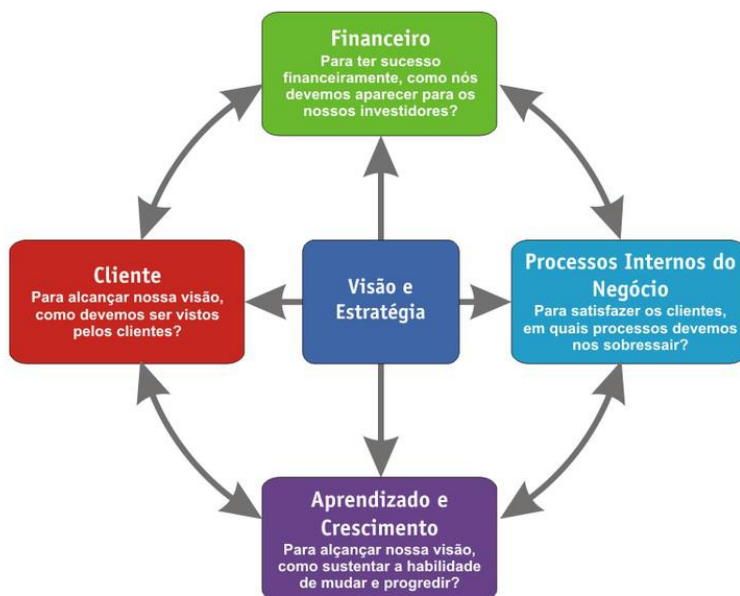 Financeiro
Para ter sucesso
financeiramente, como nós
devemos aparecer para os
nossos investidores?
Cliente
Para alcançar nossa visão,
como devemos ser vistos
pelos clientes?
Visão e
Estratégia
Processos Internos do
Negócio
Para satisfazer os clientes,
em quais processos devemos
nos sobressair?
Aprendizado e
Crescimento
Para alçançar nossa visão,
como sustentar a habilidade
de mudar e progredir?